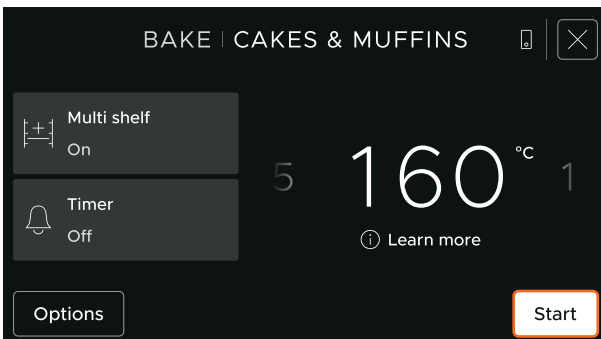 BAKE | CAKES & MUFFINS
Multi shelf
On
Timer
Off
5 160 °C 1
Learn more
Options
Start